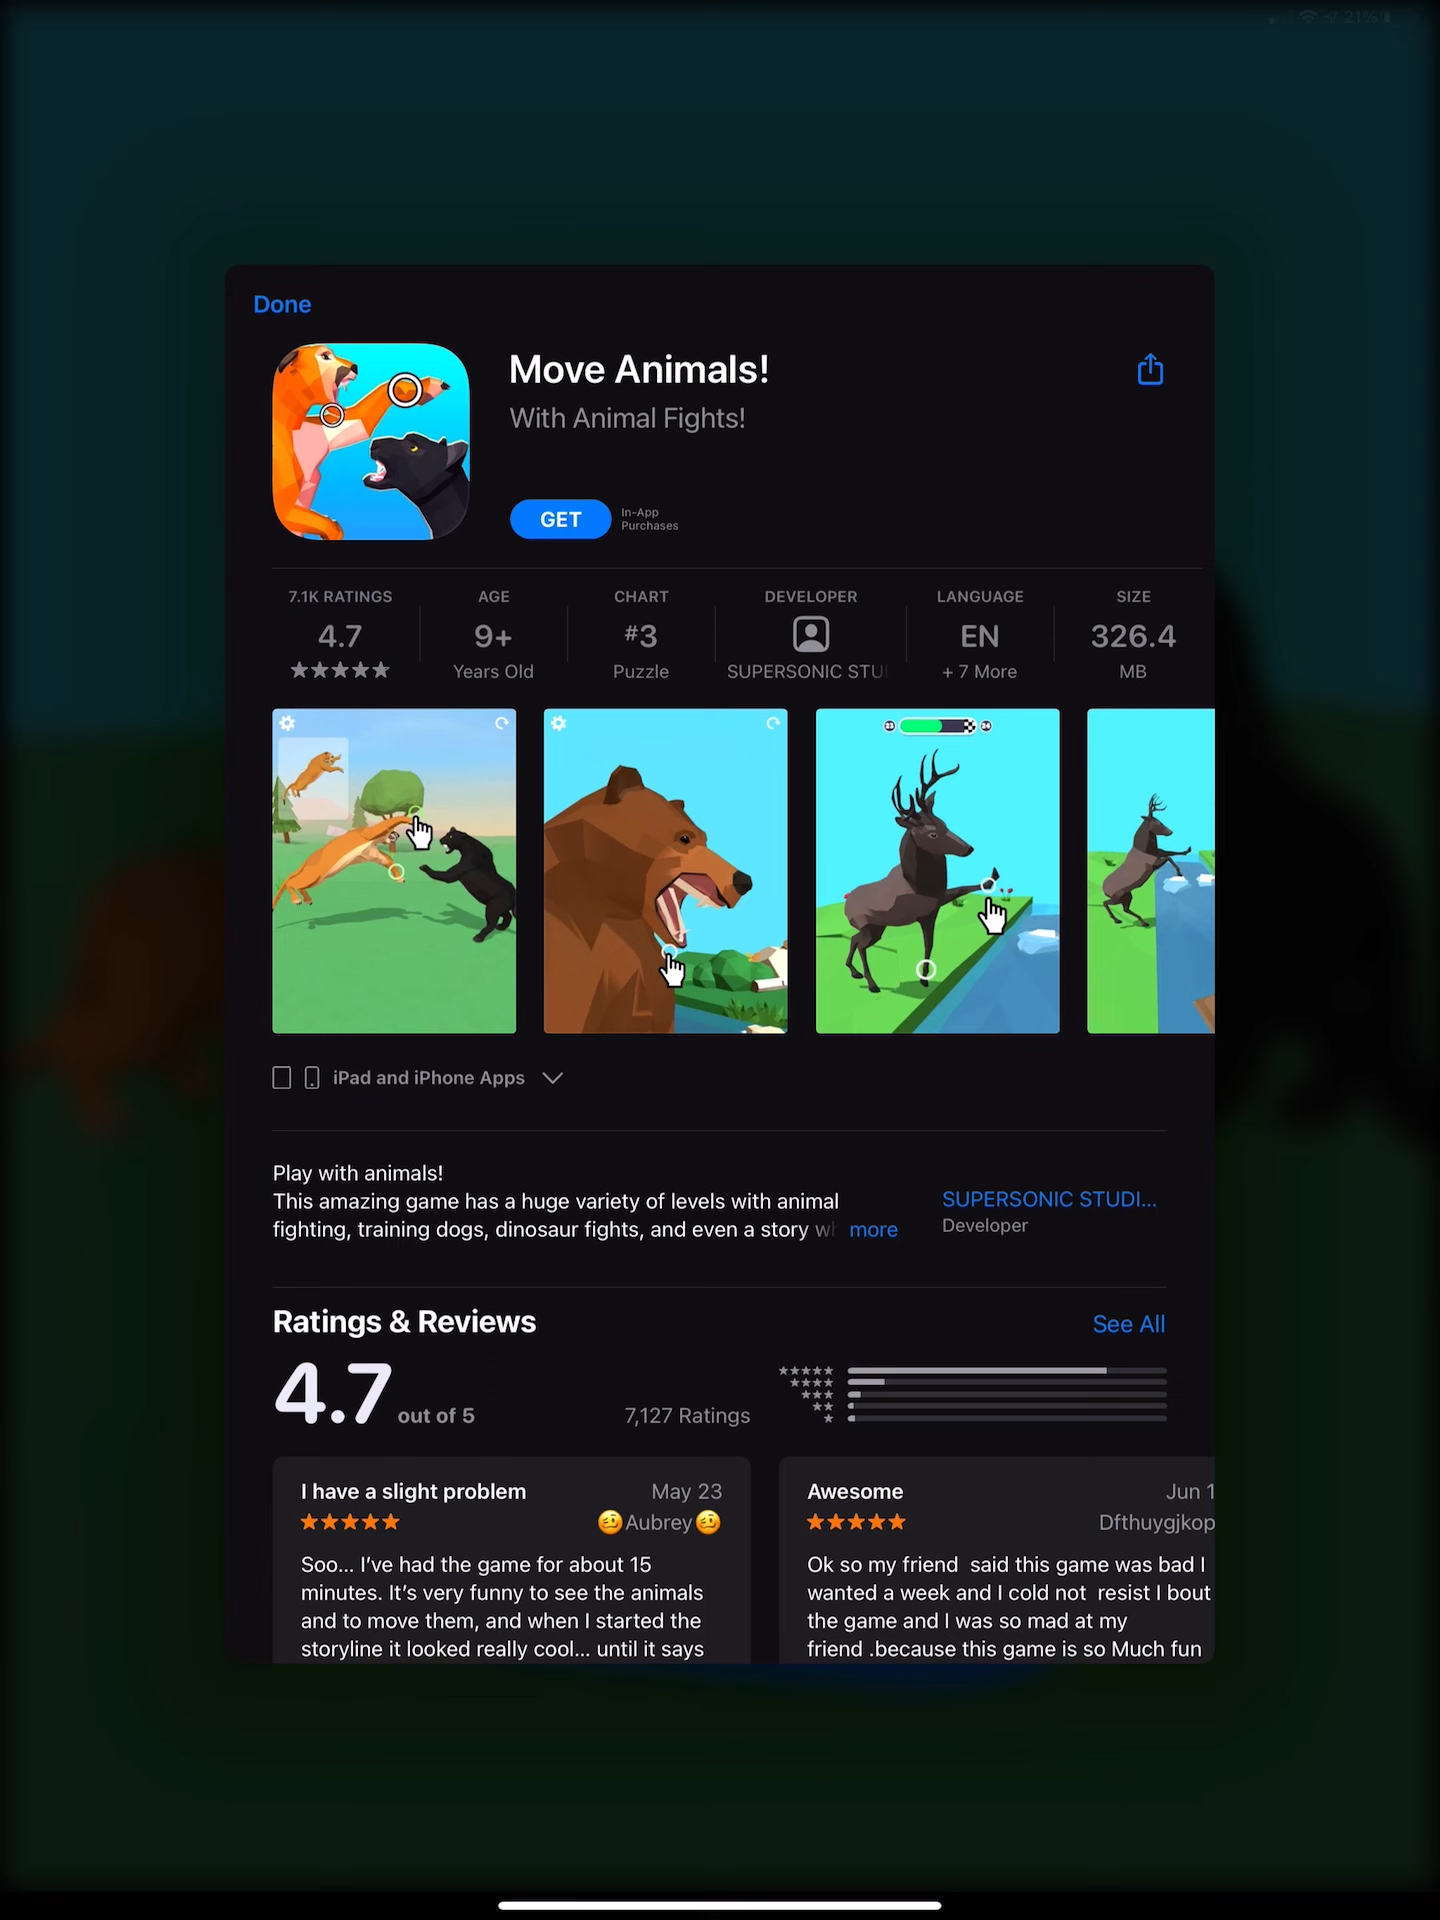 21%
Done
Move Animals!
With Animal Fights!
GET
In-App
Purchases
7.1K RATINGS
4.7
AGE
9+
Years Old
CHART
#3
Puzzle
DEVELOPER
SUPERSONIC STU
LANGUAGE
EN
+ 7 More
SIZE
326.4
MB
iPad and iPhone Apps
Play with animals!
This amazing game has a huge variety of levels with animal
fighting, training dogs, dinosaur fights, and even a story wh more
SUPERSONIC STUDI...
Developer
Ratings & Reviews
See All
4.7 out of 5
7,127 Ratings
I have a slight problem
May 23
Aubrey
Soo... I've had the game for about 15
minutes. It's very funny to see the animals
and to move them, and when I started the
storyline it looked really cool... until it says
Awesome
Jun 1
Dfthuygjkop
Ok so my friend said this game was bad I
wanted a week and I cold not resist I bout
the game and I was so mad at my
friend .because this game is so Much fun